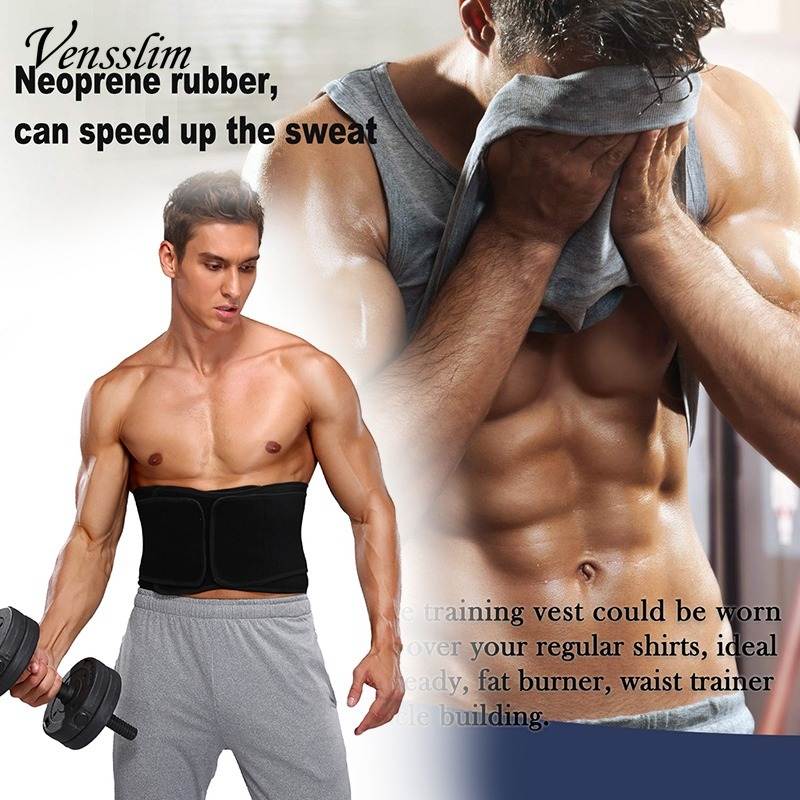 Vensslim
Neoprene rubber,
can speed up the sweat
training vest could be worn
over your regular shirts, ideal
fat burner, waist trainer
building.